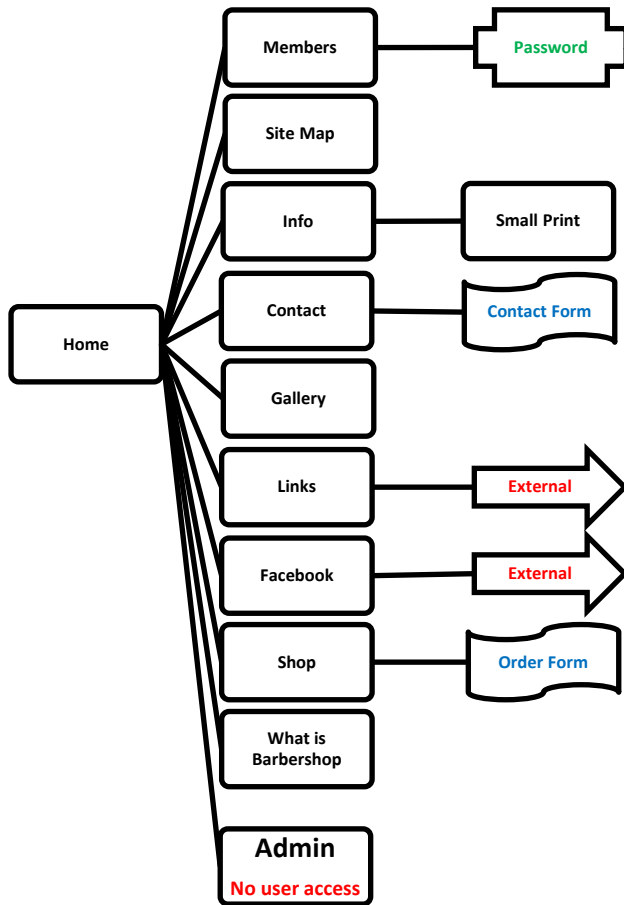 Members
Password
Site Map
Info
Small Print
Contact
Contact Form
Home
Gallery
Links
External
Facebook
External
Shop
Order Form
What is
Barbershop
Admin
No user access